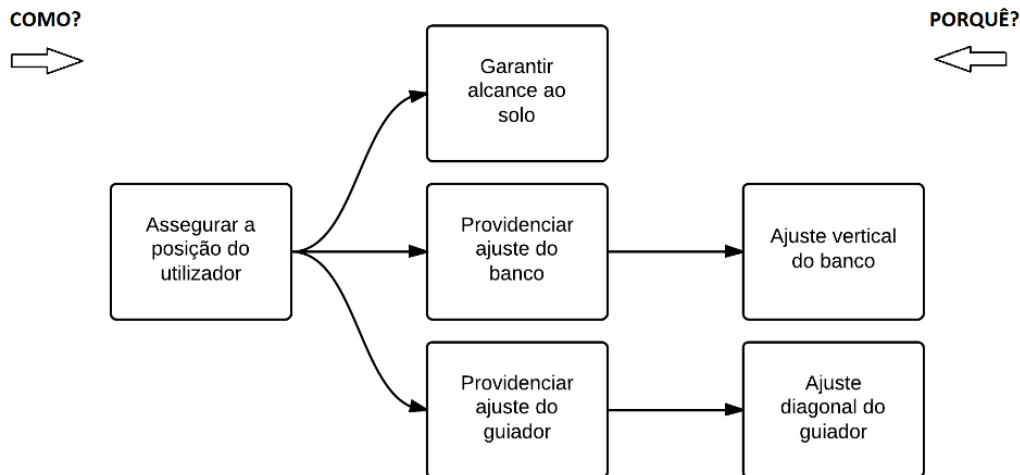 COMO?
PORQUÊ?
Garantir
alcance ao
solo
Assegurar a
posição do
utilizador
Providenciar
ajuste do
banco
Ajuste vertical
do banco
Providenciar
ajuste do
guiador
Ajuste
diagonal do
guiador